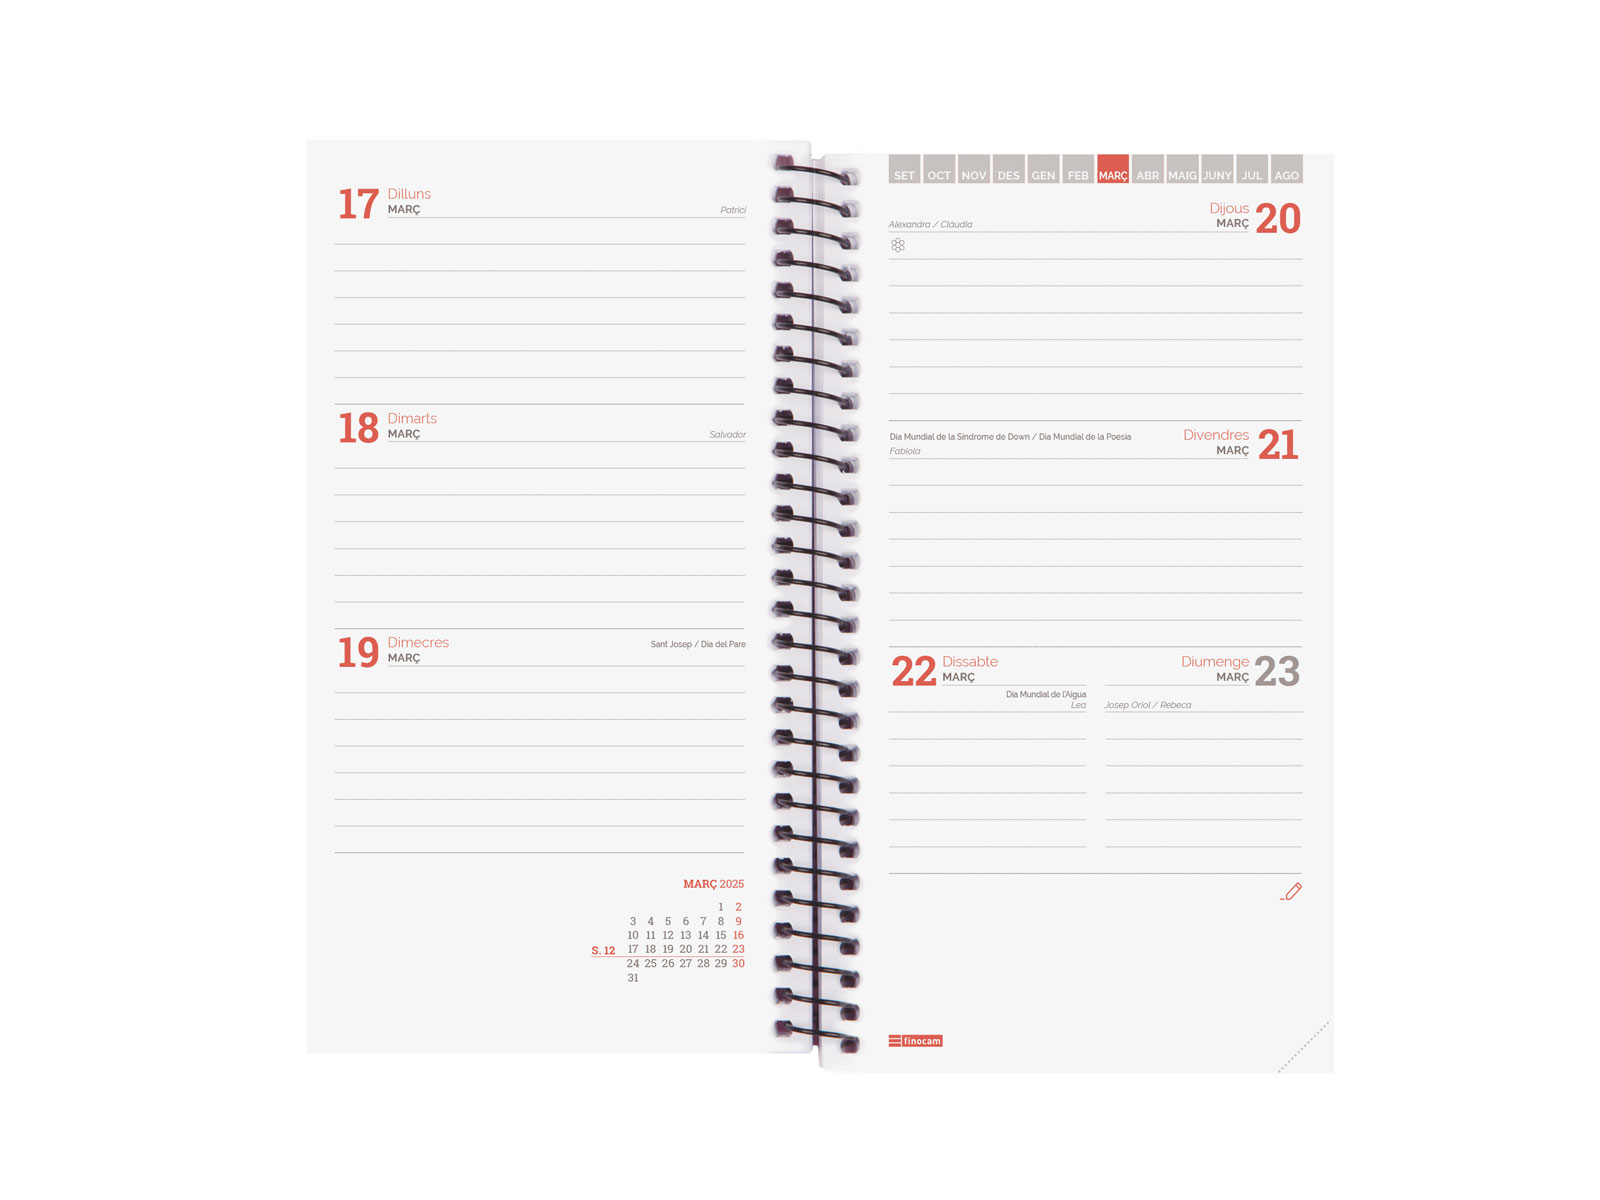 17 Dilluns
MARÇ Patrici
18 Dimarts
MARÇ Salvador
19 Dimecres Sant Josep / Dia del Pare
MARÇ
MARÇ 2025
1 2
3 4 5 6 7 8 9
10 11 12 13 14 15 16
S. 12 17 18 19 20 21 22 23
24 25 26 27 28 29 30
31
SET OCT NOV DES GEN FEB MARÇ ABR MAIG JUNY JUL AGO
Dijous 20
Alexandra / Clàudia MARÇ
Dia Mundial de la Síndrome de Down / Dia Mundial de la Poesia Divendres 21
Fabiola MARÇ
22 Dissabte
MARÇ
Dia Mundial de l'Aigua
Lea
Diumenge 23
MARÇ
Josep Oriol / Rebeca
finocam